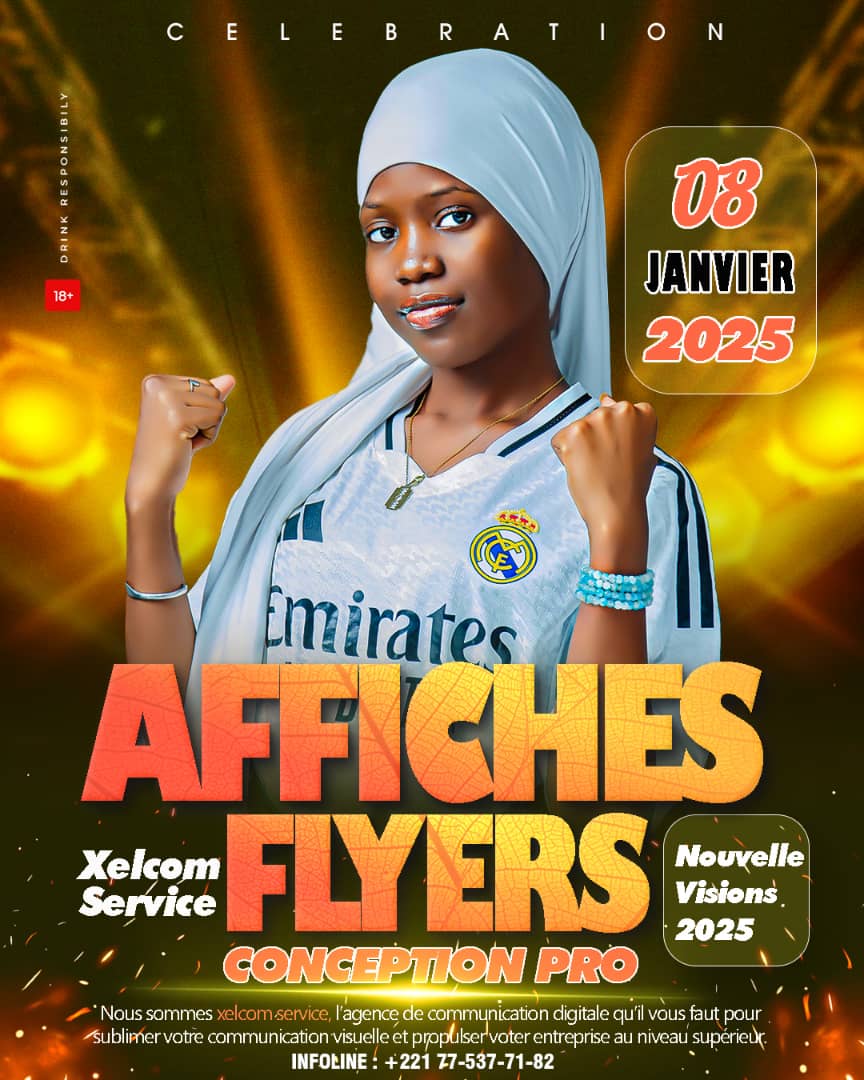 CELEBRATION
DRINK RESPONSIBILY
18+
08
JANVIER
2025
Emirates
AFFICHES
FLYERS
Xelcom
Service
Nouvelle
Visions
2025
CONCEPTION PRO
Nous sommes xelcom-service, l'agence de communication digitale qu'il vous faut pour
sublimer votre communication visuelle et propulser voter entreprise au niveau superieur.
INFOLINE : +221 77-537-71-82